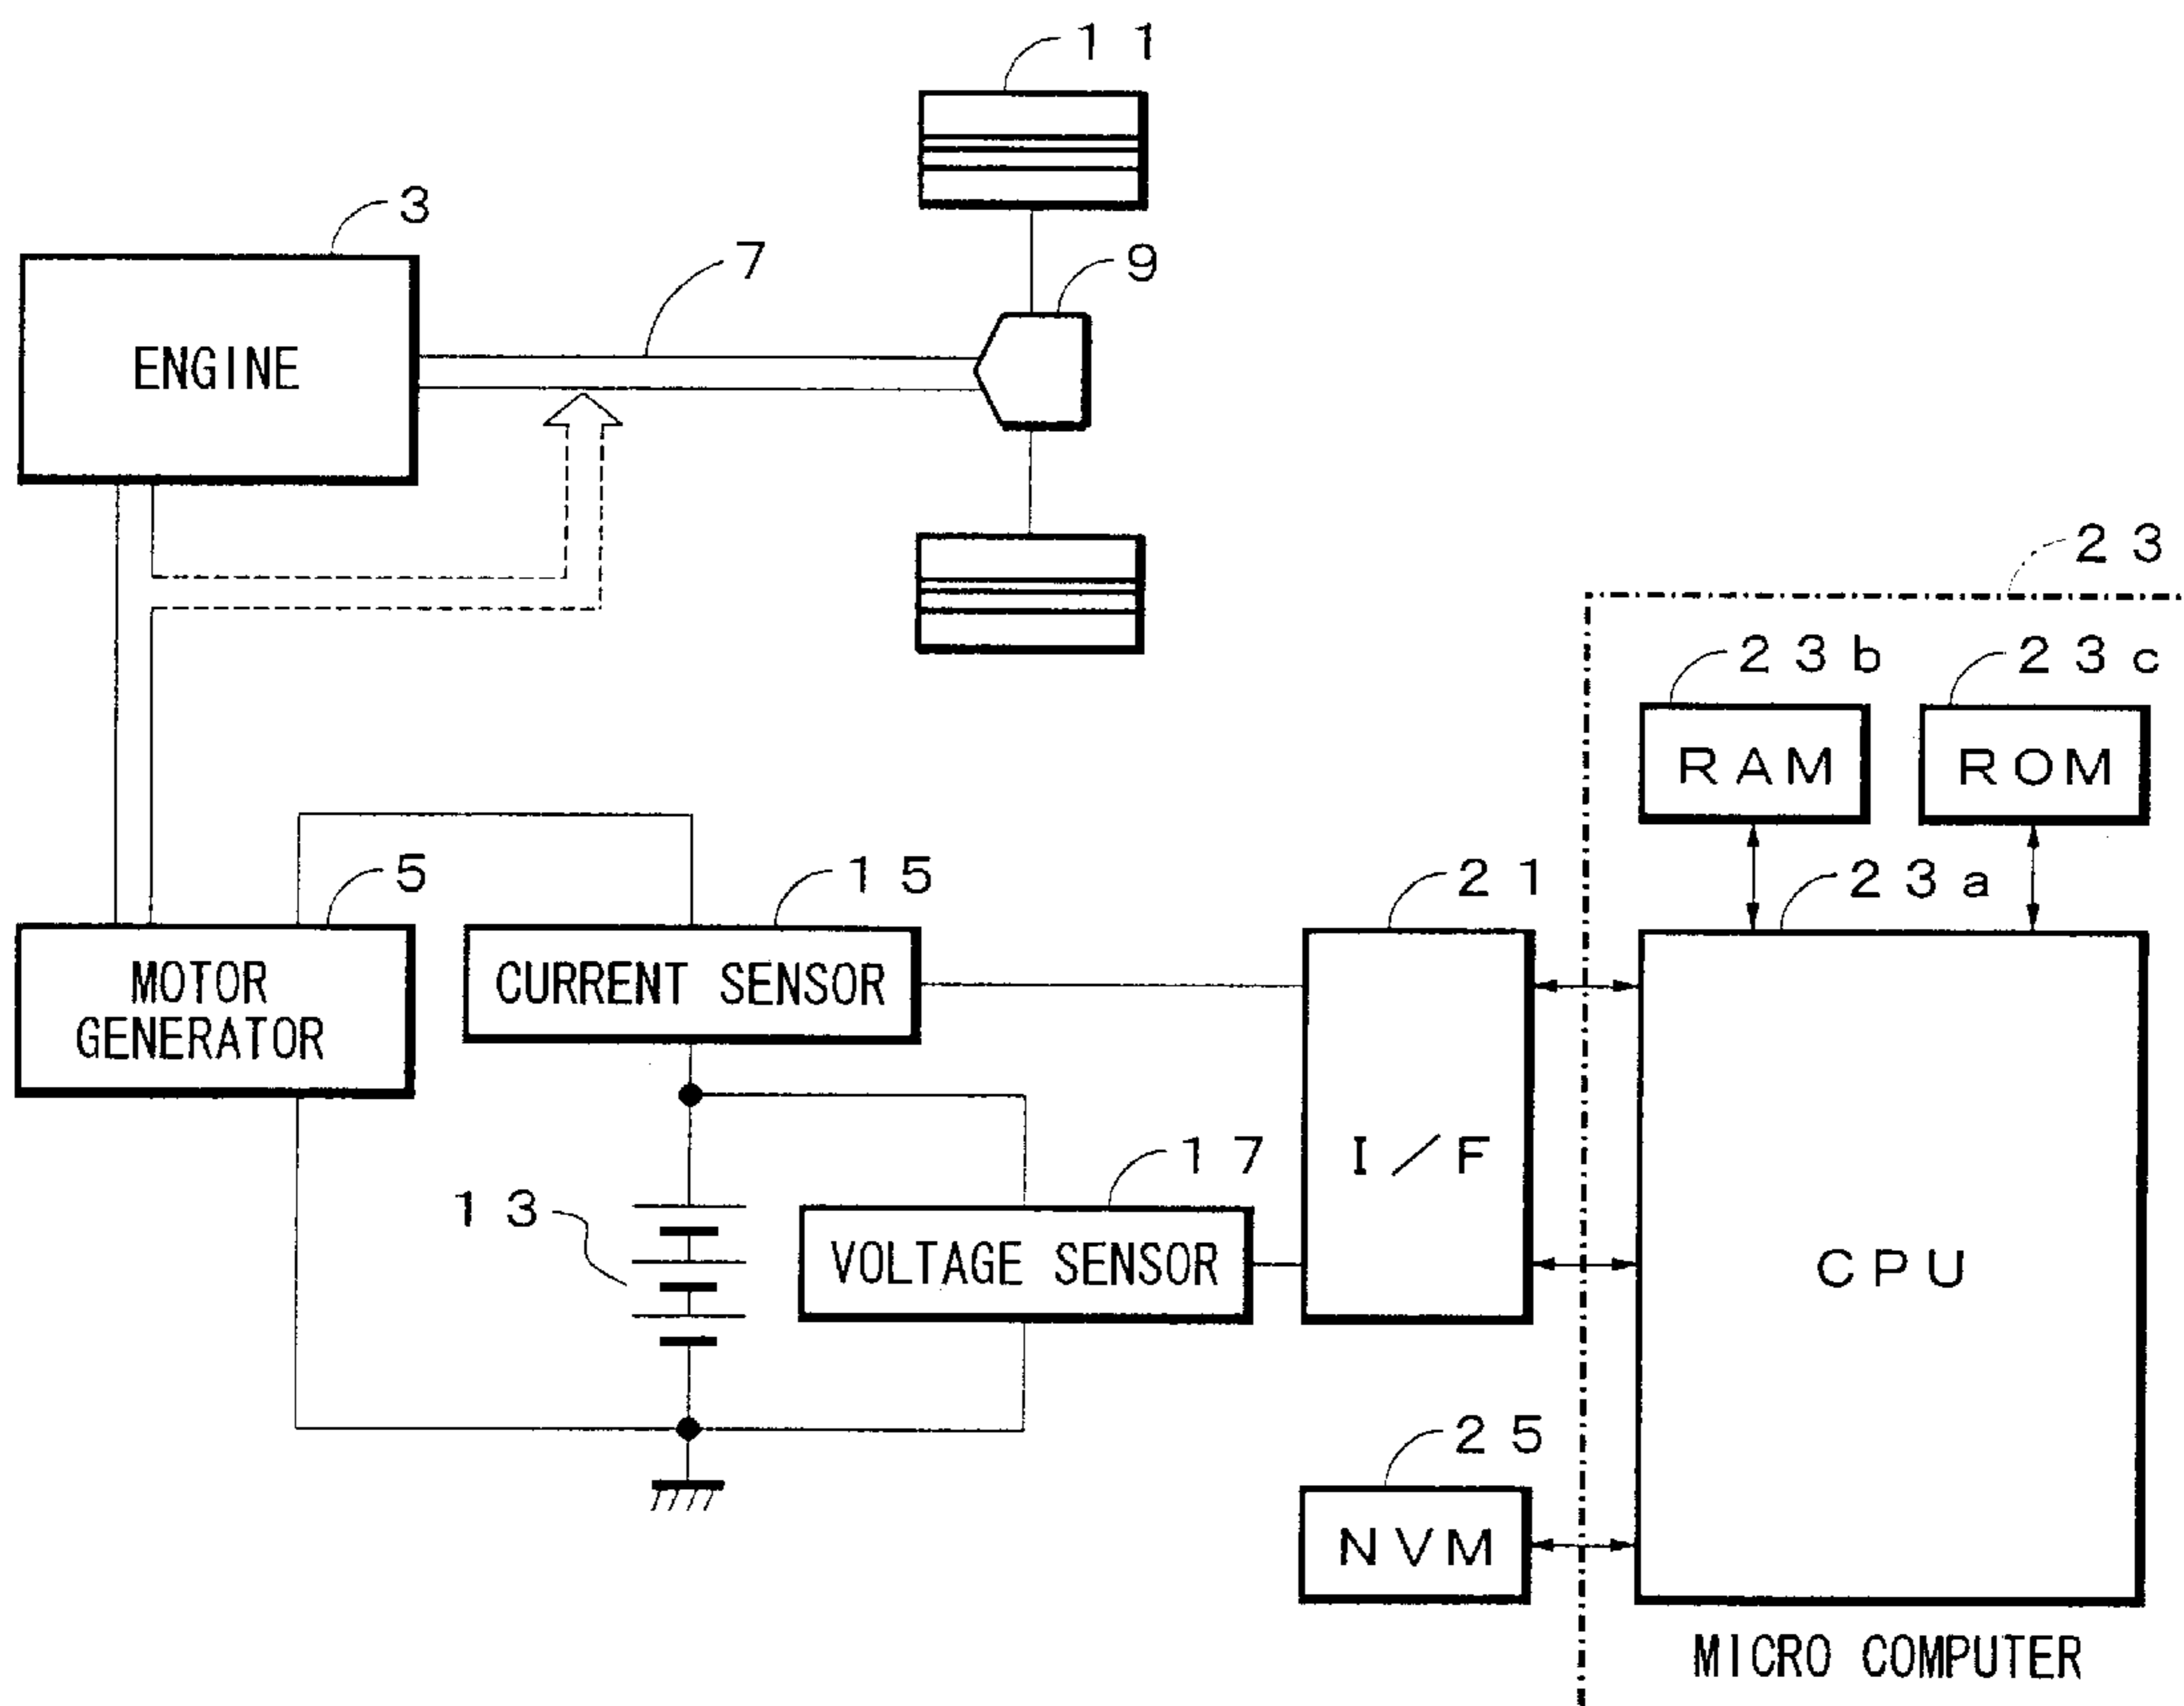 11
3
7
9
ENGINE
23
23b
23c
RAM
ROM
5
15
21
23a
MOTOR
GENERATOR
CURRENT SENSOR
I/F
17
13
VOLTAGE SENSOR
CPU
25
NVM
MICRO COMPUTER